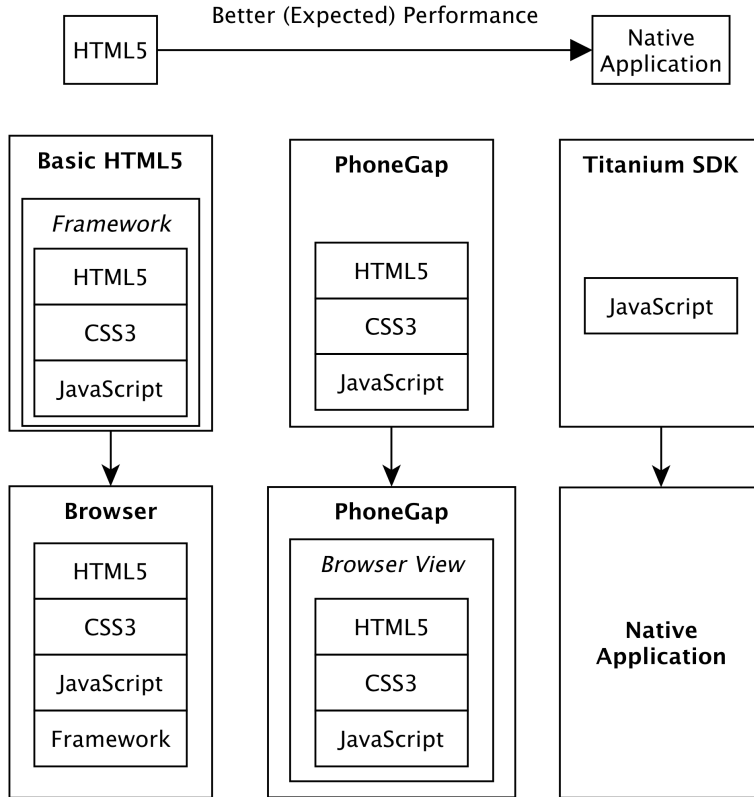 Better (Expected) Performance
HTML5
Native
Application
Basic HTML5
Framework
HTML5
CSS3
JavaScript
PhoneGap
HTML5
CSS3
JavaScript
Titanium SDK
JavaScript
Browser
HTML5
CSS3
JavaScript
Framework
PhoneGap
Browser View
HTML5
CSS3
JavaScript
Native
Application